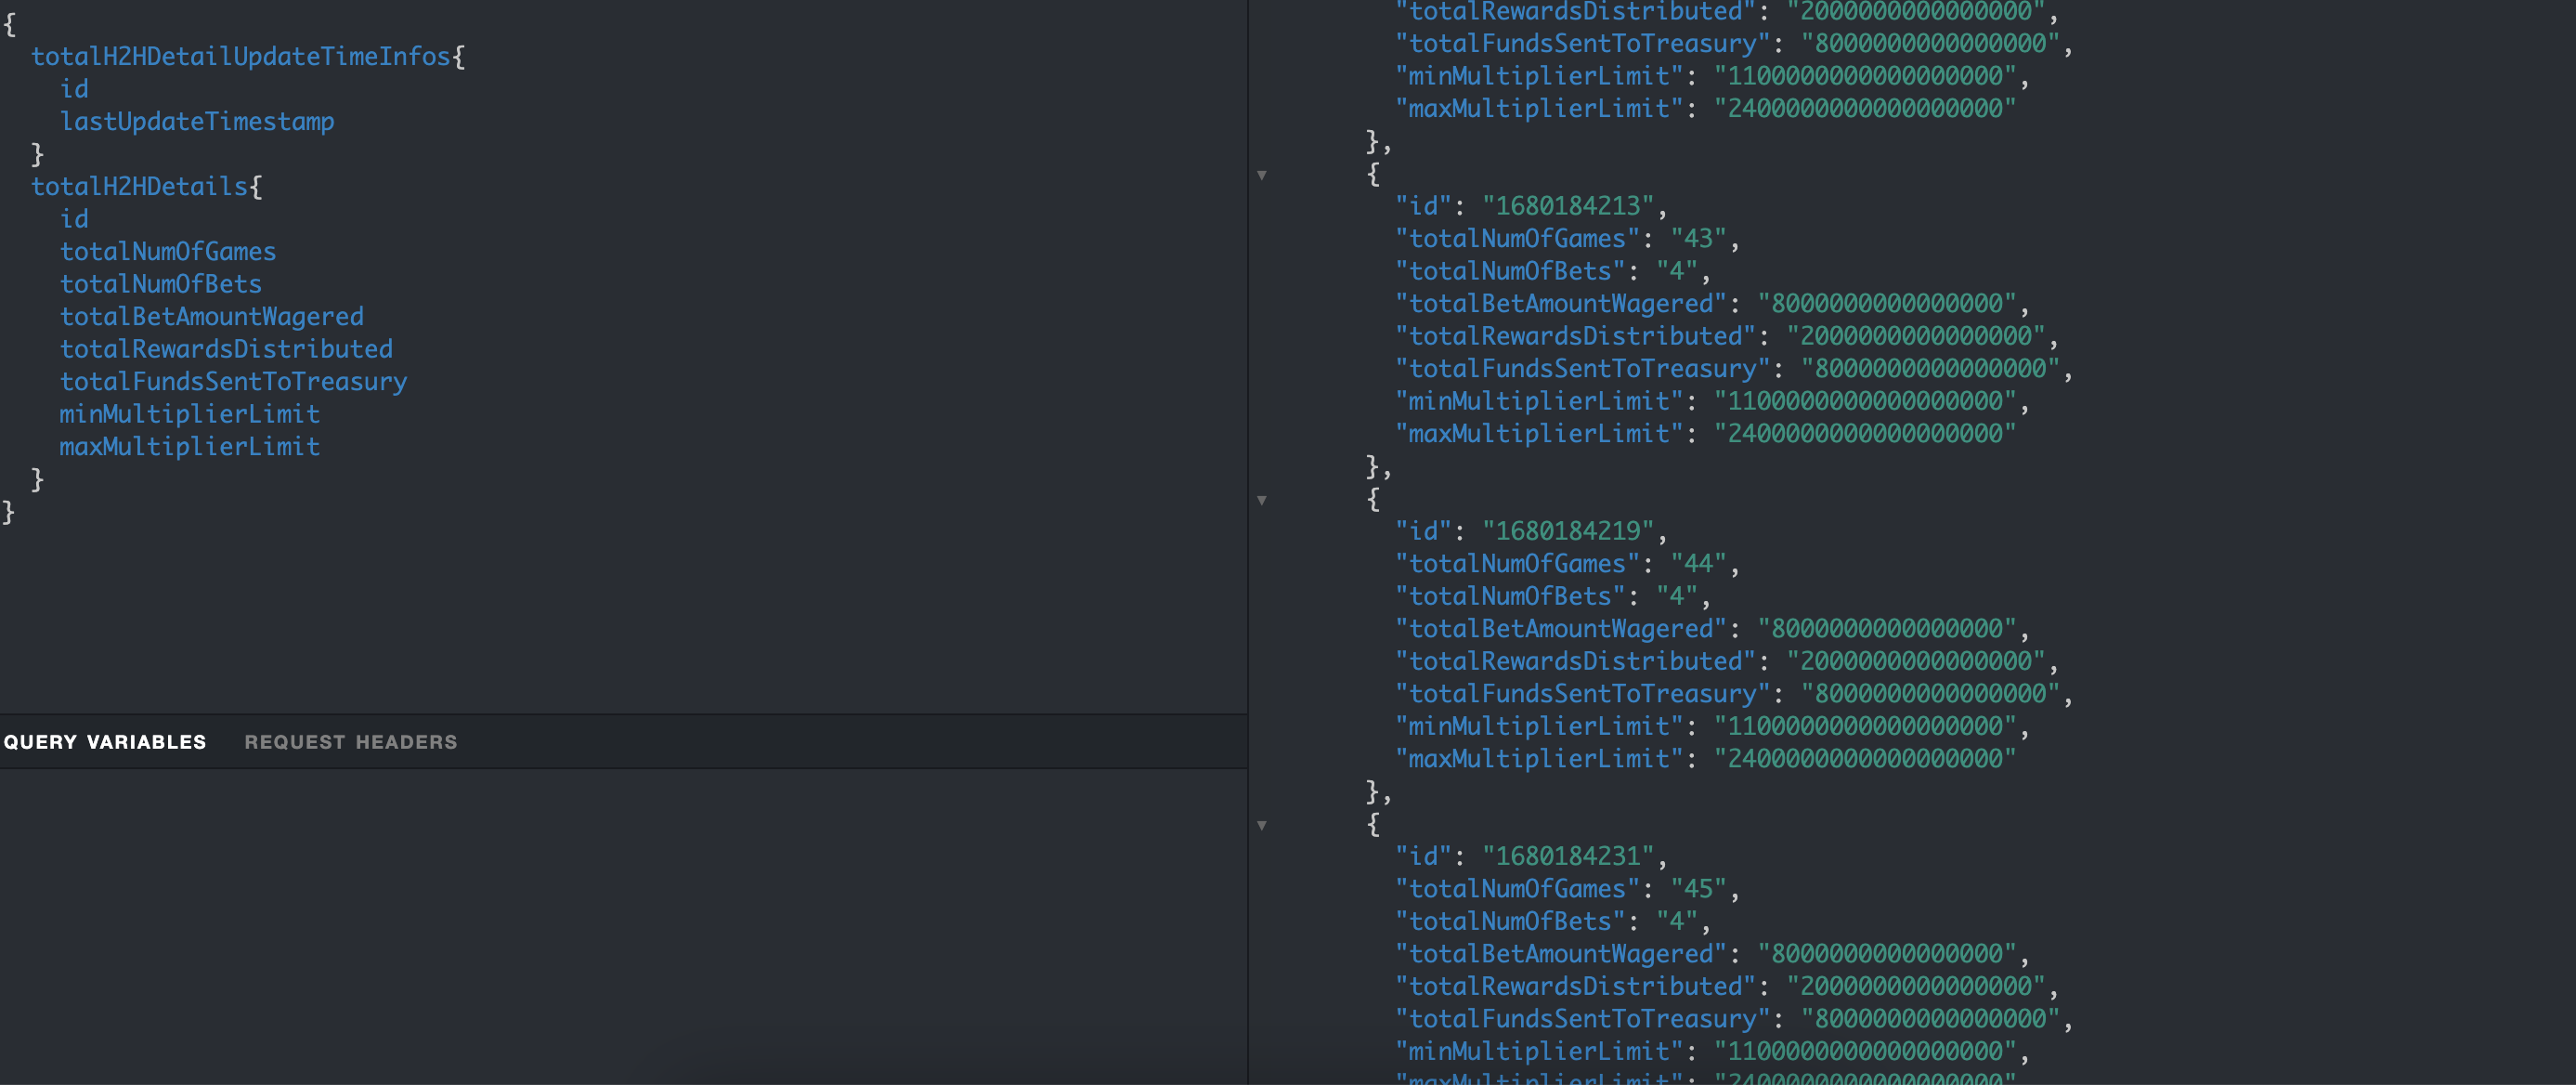 {
totalH2HDetailUpdateTimeInfos{
id
lastUpdateTimestamp
}
totalH2HDetails{
id
totalNumOfGames
totalNumOfBets
totalBetAmountWagered
totalRewardsDistributed
totalFundsSentToTreasury
minMultiplierLimit
maxMultiplierLimit
}
}
QUERY VARIABLES REQUEST HEADERS
"totalRewardsDistributed": "2000000000000000",
"totalFundsSentToTreasury": "8000000000000000",
"minMultiplierLimit": "1100000000000000000",
"maxMultiplierLimit": "2400000000000000000"
},
{
"id": "1680184213",
"totalNumOfGames": "43",
"totalNumOfBets": "4",
"totalBetAmountWagered": "8000000000000000",
"totalRewardsDistributed": "2000000000000000",
"totalFundsSentToTreasury": "8000000000000000",
"minMultiplierLimit": "1100000000000000000",
"maxMultiplierLimit": "2400000000000000000"
},
{
"id": "1680184219",
"totalNumOfGames": "44",
"totalNumOfBets": "4",
"totalBetAmountWagered": "8000000000000000",
"totalRewardsDistributed": "2000000000000000",
"totalFundsSentToTreasury": "8000000000000000",
"minMultiplierLimit": "1100000000000000000",
"maxMultiplierLimit": "2400000000000000000"
},
{
"id": "1680184231",
"totalNumOfGames": "45",
"totalNumOfBets": "4",
"totalBetAmountWagered": "8000000000000000",
"totalRewardsDistributed": "2000000000000000",
"totalFundsSentToTreasury": "8000000000000000",
"minMultiplierLimit": "1100000000000000000",
"maxMultiplierLimit": "2400000000000000000"